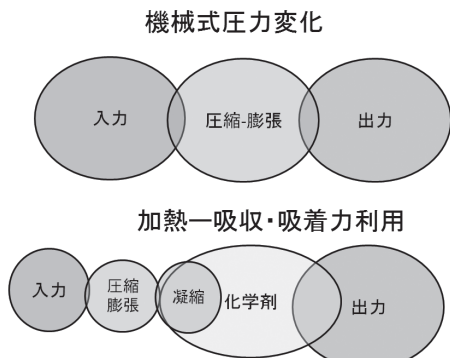 機械式圧力変化
入力
圧縮-膨張
出力
加熱ー吸収・吸着力利用
入力
圧縮
膨張
凝縮
化学剤
出力